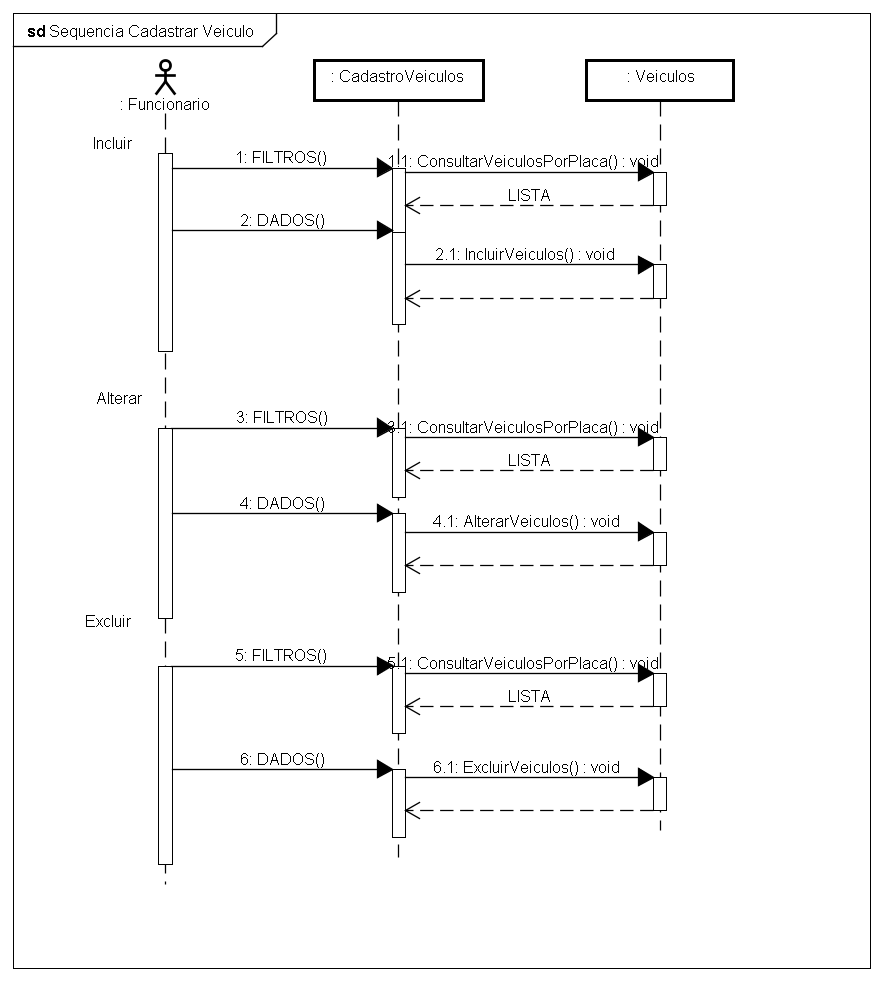 sd Sequencia Cadastrar Veiculo
: Funcionario
: CadastroVeiculos
: Veiculos
Incluir
1: FILTROS()
1.1: ConsultarVeiculosPorPlaca() : void
LISTA
2: DADOS()
2.1: IncluirVeiculos() : void
Alterar
3: FILTROS()
3.1: ConsultarVeiculosPorPlaca() : void
LISTA
4: DADOS()
4.1: AlterarVeiculos() : void
Excluir
5: FILTROS()
5.1: ConsultarVeiculosPorPlaca() : void
LISTA
6: DADOS()
6.1: ExcluirVeiculos() : void